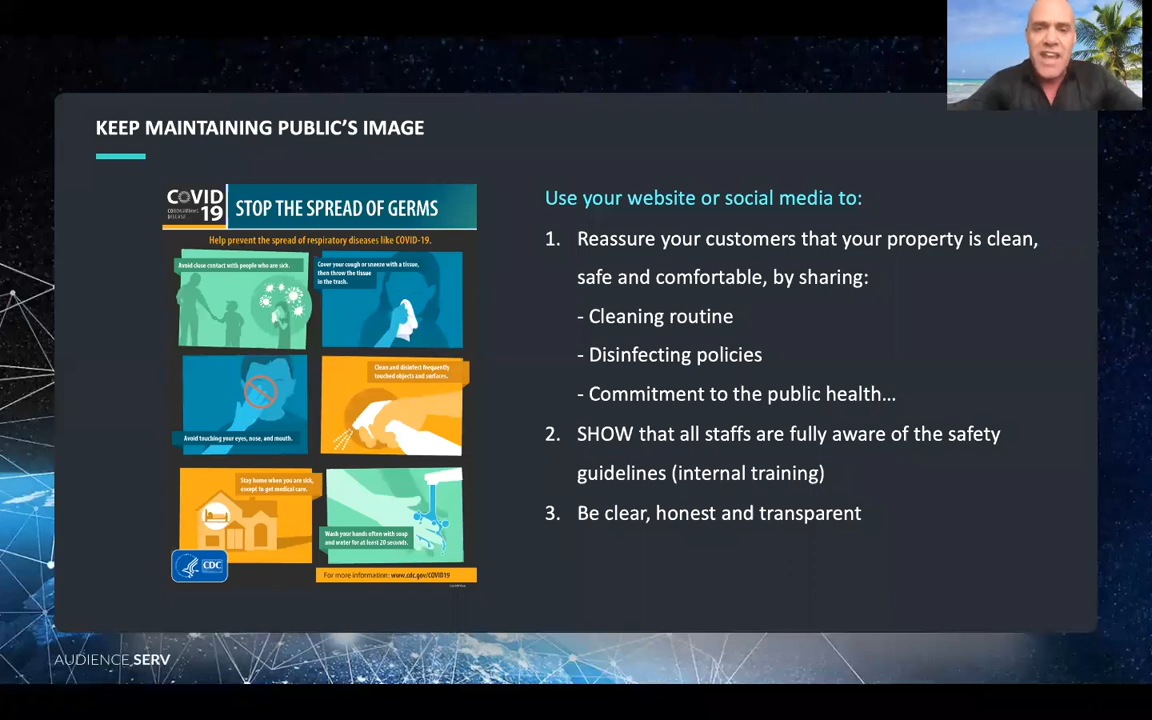 KEEP MAINTAINING PUBLIC'S IMAGE
COVID
CORONAVIRUS
DISEASE
19
STOP THE SPREAD OF GERMS
Help prevent the spread of respiratory diseases like COVID-19.
Avoid close contact with people who are sick.
Cover your cough or sneeze with a tissue,
then throw the tissue
in the trash.
Avoid touching your eyes, nose, and mouth.
Clean and disinfect frequently
touched objects and surfaces.
Stay home when you are sick,
except to get medical care.
Wash your hands often with soap
and water for at least 20 seconds.
CDC
For more information: www.cdc.gov/COVID19
Use your website or social media to:
1. Reassure your customers that your property is clean,
safe and comfortable, by sharing:
- Cleaning routine
- Disinfecting policies
- Commitment to the public health...
2. SHOW that all staffs are fully aware of the safety
guidelines (internal training)
3. Be clear, honest and transparent
AUDIENCE SERV